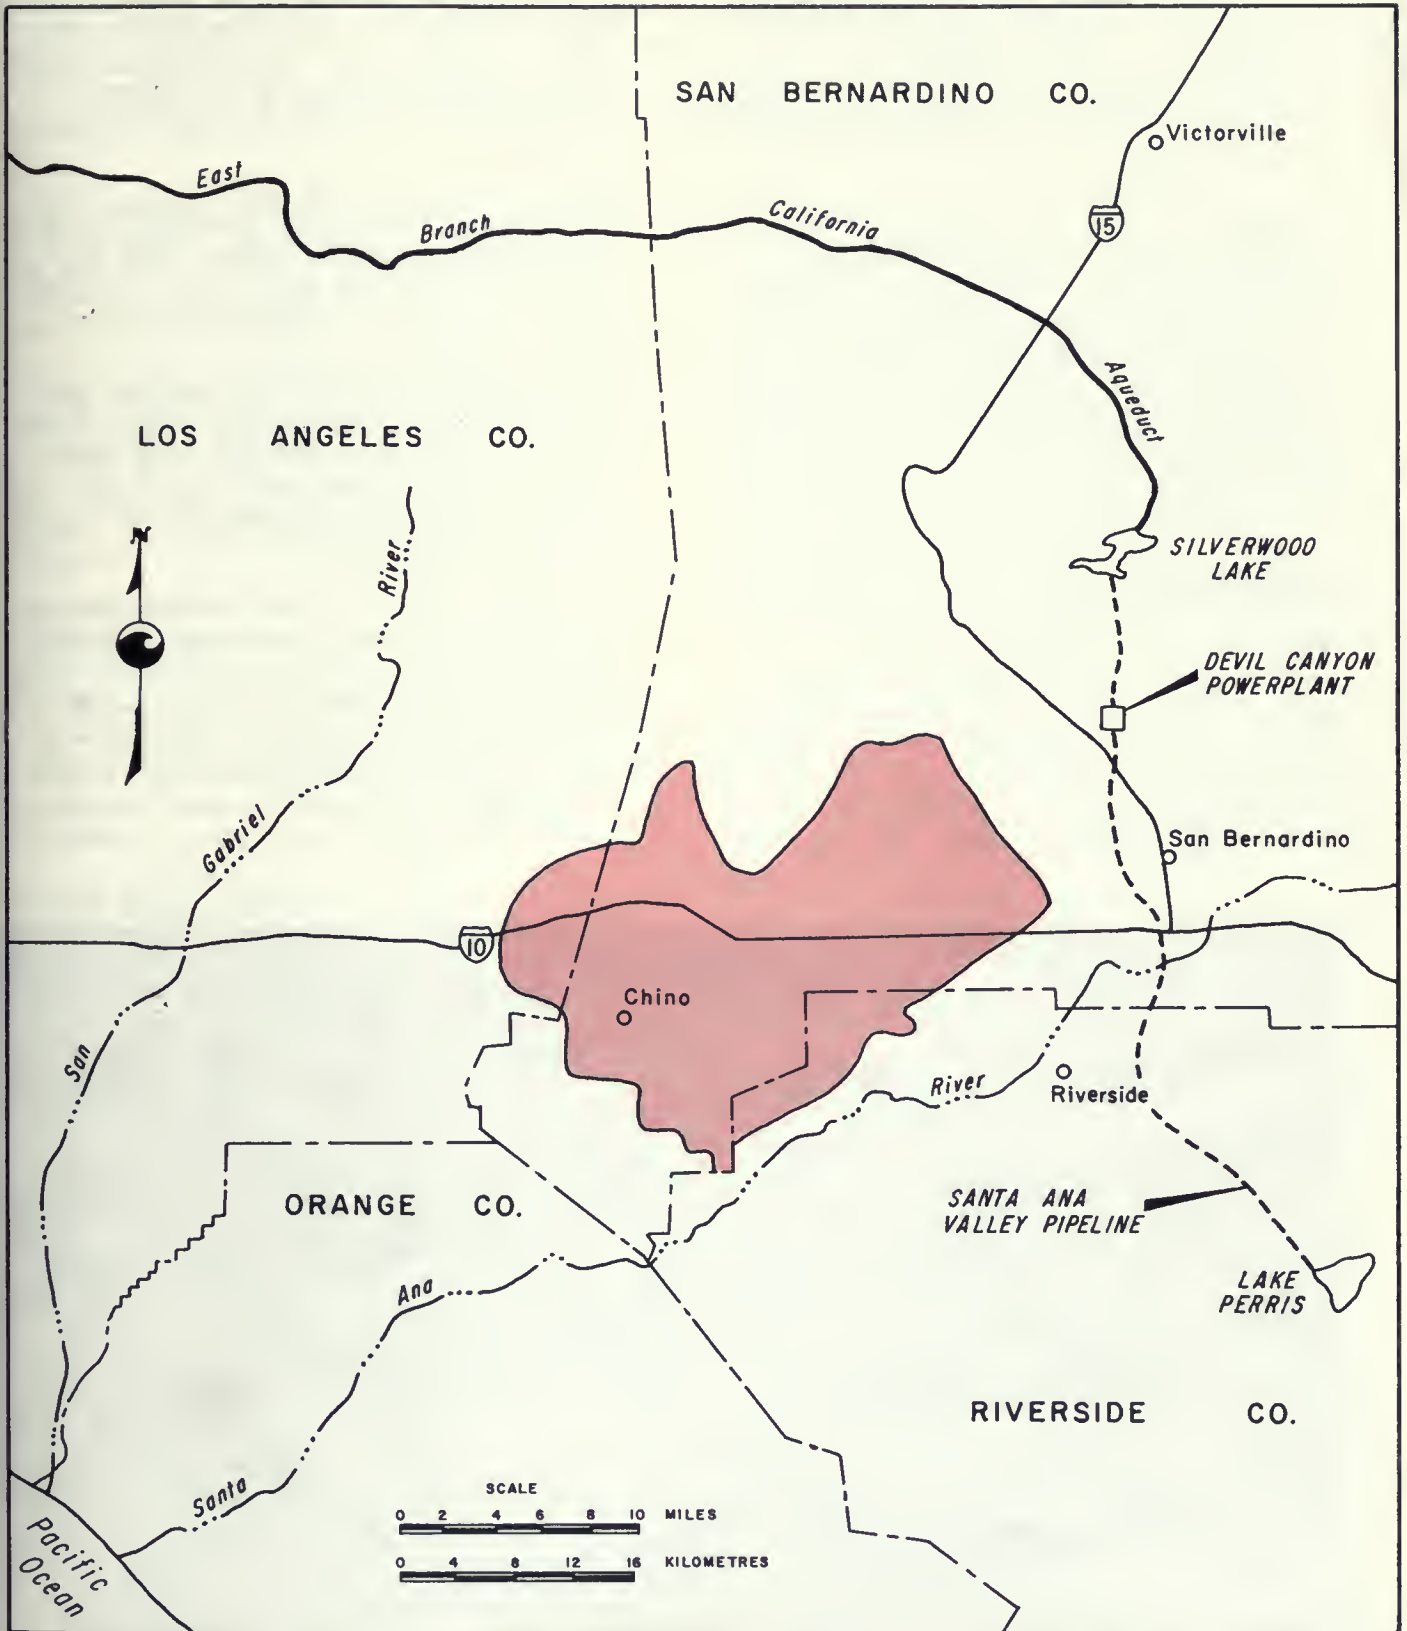 SAN BERNARDINO CO.
Victorville
East Branch California Aqueduct
15
LOS ANGELES CO.
N
San Gabriel River
SILVERWOOD
LAKE
DEVIL CANYON
POWERPLANT
San Bernardino
10
Chino
Riverside
Santa Ana River
SANTA ANA
VALLEY PIPELINE
ORANGE CO.
LAKE
PERRIS
RIVERSIDE CO.
SCALE
0 2 4 6 8 10 MILES
0 4 8 12 16 KILOMETRES
Pacific
Ocean